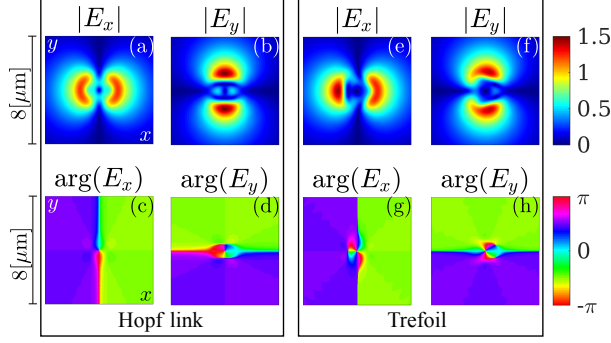 |E_x| |E_y| |E_x| |E_y|
8[μm] y (a) (b) (e) (f) 1.5
1
0.5
x 0
arg(E_x) arg(E_y) arg(E_x) arg(E_y)
8[μm] y (c) (d) (g) (h) π
0
x -π
Hopf link Trefoil